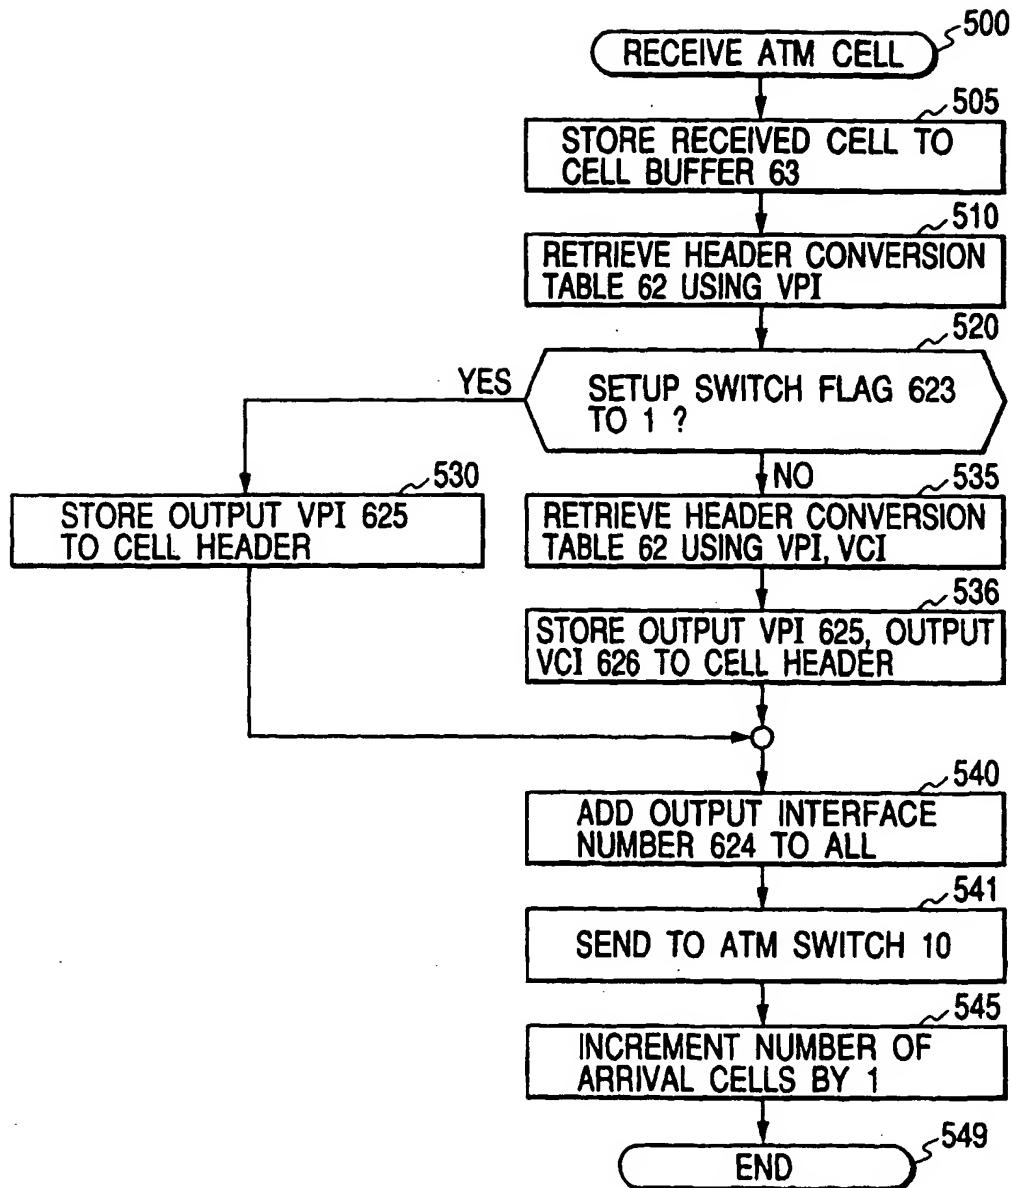 500
RECEIVE ATM CELL
505
STORE RECEIVED CELL TO
CELL BUFFER 63
510
RETRIEVE HEADER CONVERSION
TABLE 62 USING VPI
520
YES
SETUP SWITCH FLAG 623
TO 1 ?
NO
530
STORE OUTPUT VPI 625
TO CELL HEADER
535
RETRIEVE HEADER CONVERSION
TABLE 62 USING VPI, VCI
536
STORE OUTPUT VPI 625, OUTPUT
VCI 626 TO CELL HEADER
540
ADD OUTPUT INTERFACE
NUMBER 624 TO ALL
541
SEND TO ATM SWITCH 10
545
INCREMENT NUMBER OF
ARRIVAL CELLS BY 1
549
END